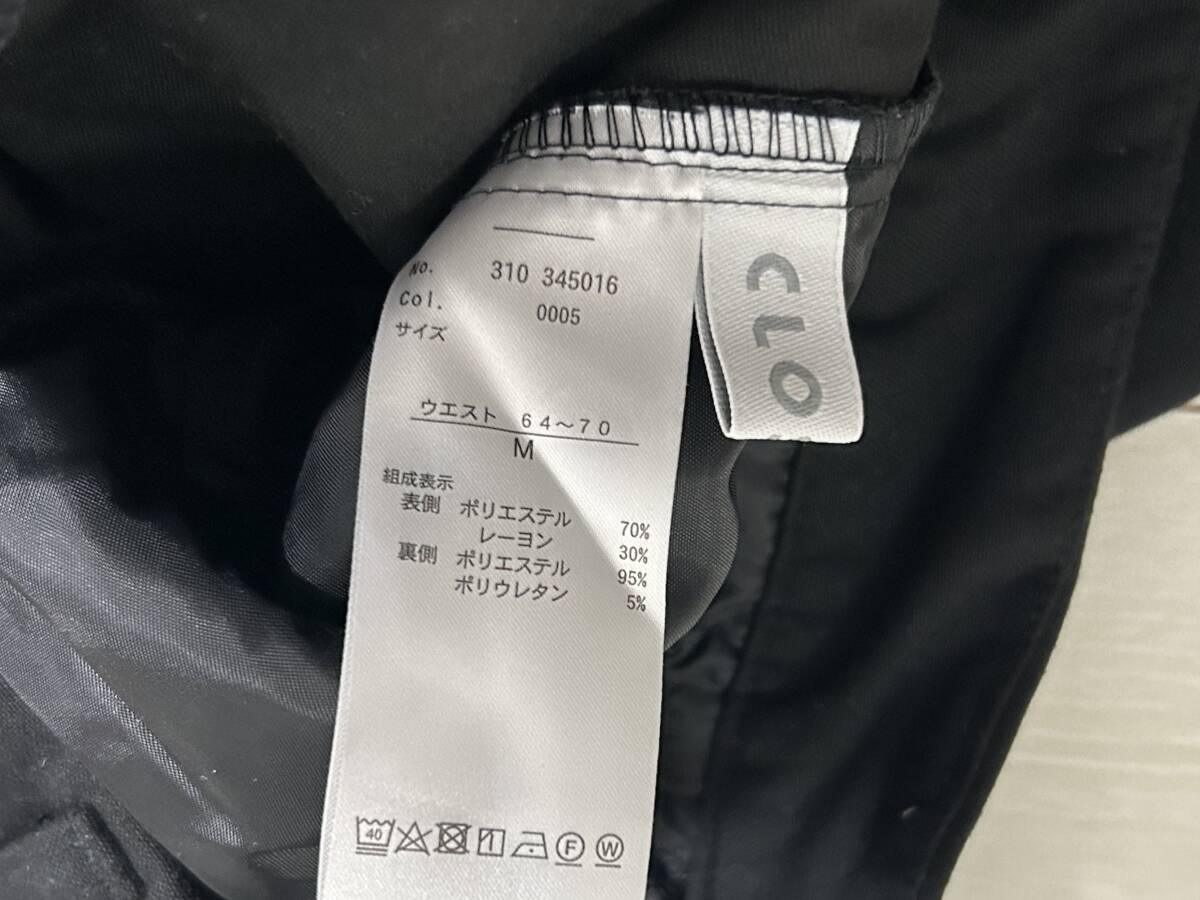 No. 310 345016
Col. 0005
サイズ
ウエスト 64～70
M
組成表示
表側 ポリエステル 70%
レーヨン 30%
裏側 ポリエステル 95%
ポリウレタン 5%
40
F W
CLO